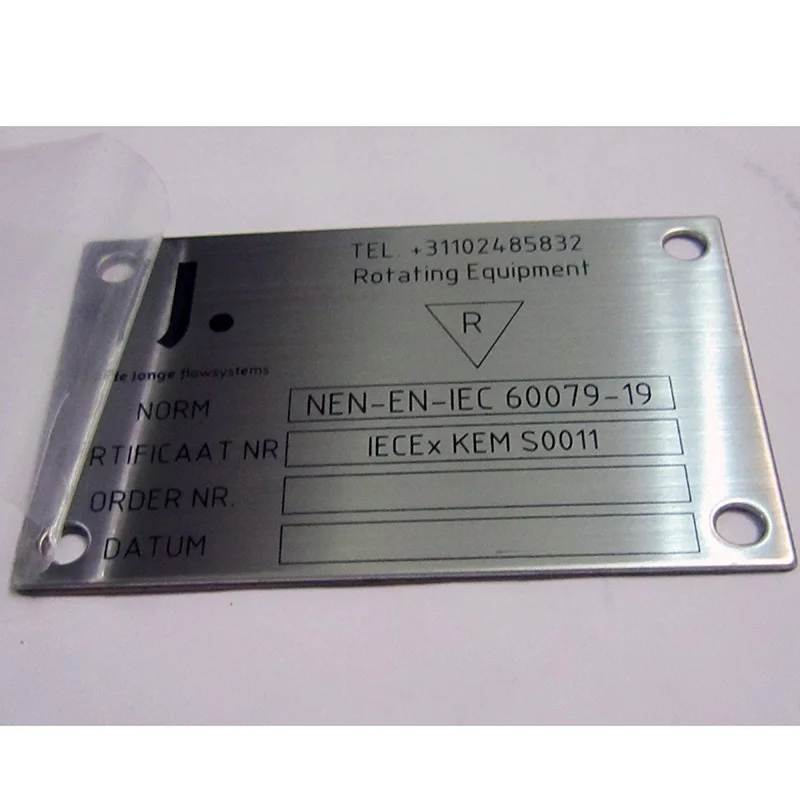 TEL. +31102485832
Rotating Equipment
J.
R
de Jonge flowsystems
NORM NEN-EN-IEC 60079-19
RTIFICAAT NR IECEx KEM S0011
ORDER NR.
DATUM